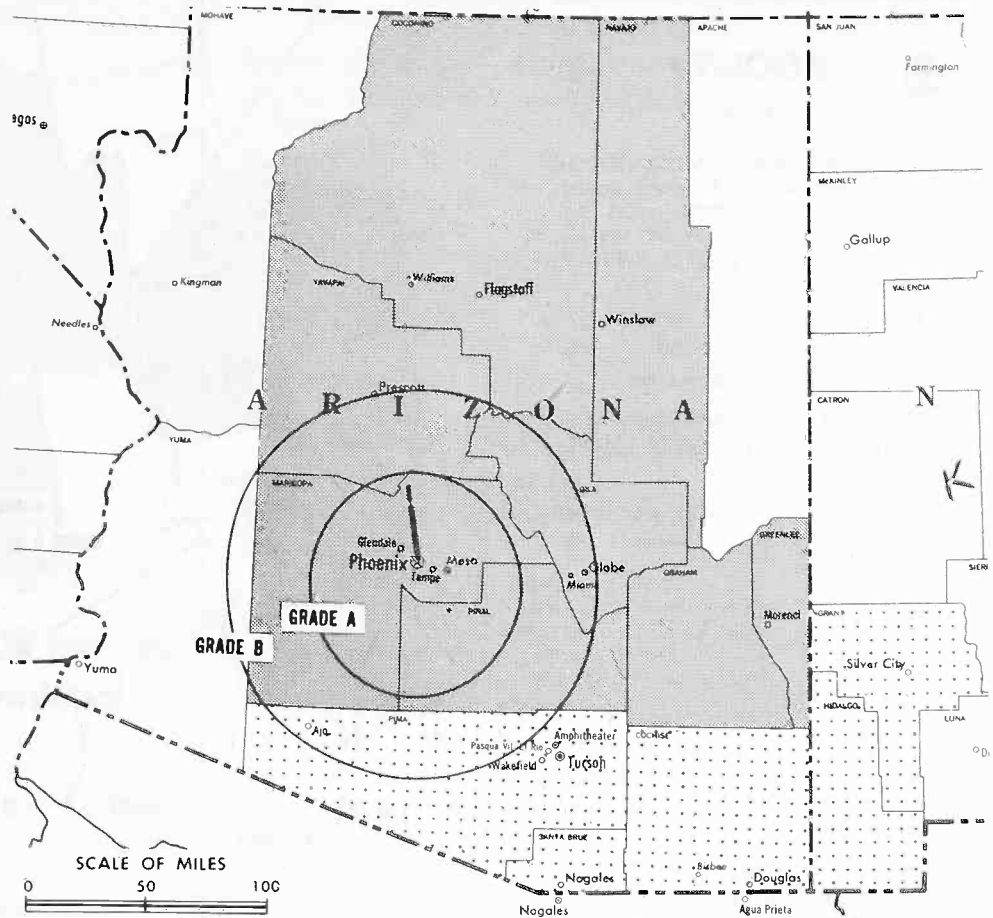 MOHAVE
COCONINO
NAVAJO
APACHE
SAN JUAN
Farmington
egos
McKINLEY
Gallup
Kingman
YAVAPAI
Williams
Flagstaff
VALENCIA
Needles
Winslow
Prescott
A R I Z O N A
CATRON
N
YUMA
MARICOPA
GILA
Glendale
Phoenix
Mesa
Tempe
Globe
Miami
GREENLEE
GRAHAM
SIER
PINAL
GRADE A
Morenci
GRANT
GRADE B
Yuma
Silver City
HIDALGO
LUNA
PIMA
Ajo
COCHISE
Amphitheater
Pasqua Vil. El Rio
Wakefield
Tucson
D
SANTA CRUZ
SCALE OF MILES
0 50 100
Nogales
Bisbee
Douglas
Nogales
Agua Prieta